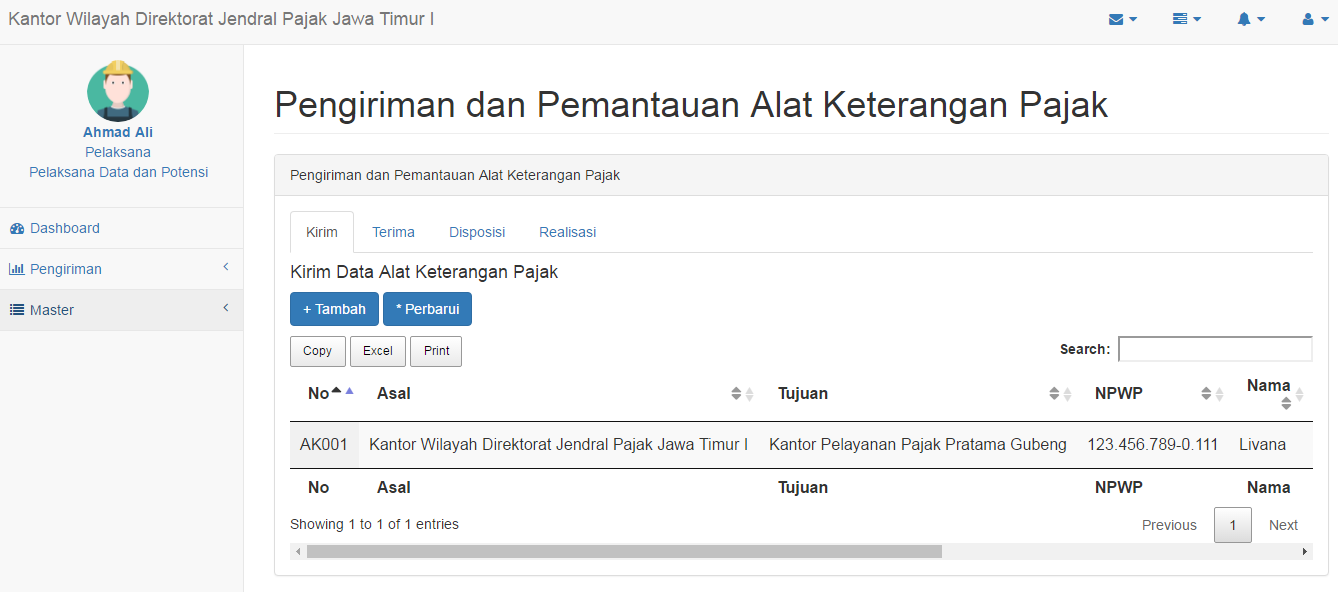 Kantor Wilayah Direktorat Jendral Pajak Jawa Timur I
Ahmad Ali
Pelaksana
Pelaksana Data dan Potensi
Dashboard
Pengiriman
Master
Pengiriman dan Pemantauan Alat Keterangan Pajak
Pengiriman dan Pemantauan Alat Keterangan Pajak
Kirim Terima Disposisi Realisasi
Kirim Data Alat Keterangan Pajak
+ Tambah * Perbarui
Copy Excel Print Search:
No Asal Tujuan NPWP Nama
AK001 Kantor Wilayah Direktorat Jendral Pajak Jawa Timur I Kantor Pelayanan Pajak Pratama Gubeng 123.456.789-0.111 Livana
No Asal Tujuan NPWP Nama
Showing 1 to 1 of 1 entries Previous 1 Next